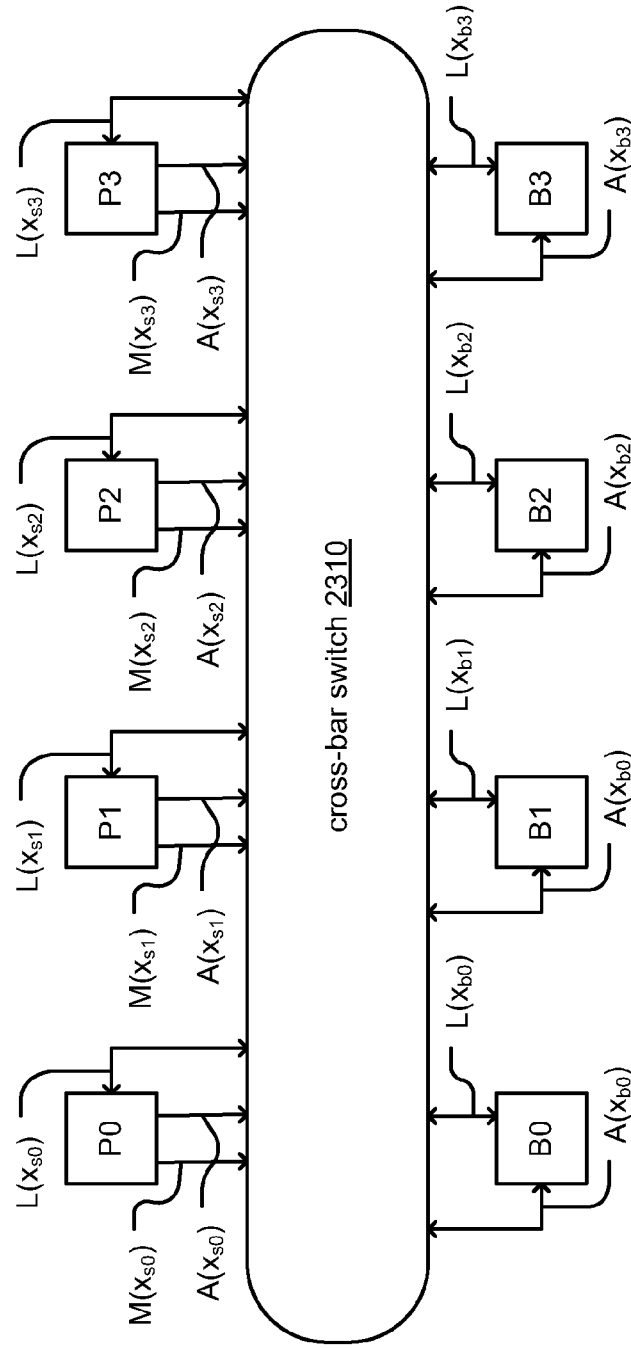 L(xs0)
L(xs1)
L(xs2)
L(xs3)
P0
P1
P2
P3
M(xs0)
M(xs1)
M(xs2)
M(xs3)
A(xs0)
A(xs1)
A(xs2)
A(xs3)
cross-bar switch 2310
L(xb0)
L(xb1)
L(xb2)
L(xb3)
B0
B1
B2
B3
A(xb0)
A(xb0)
A(xb2)
A(xb3)